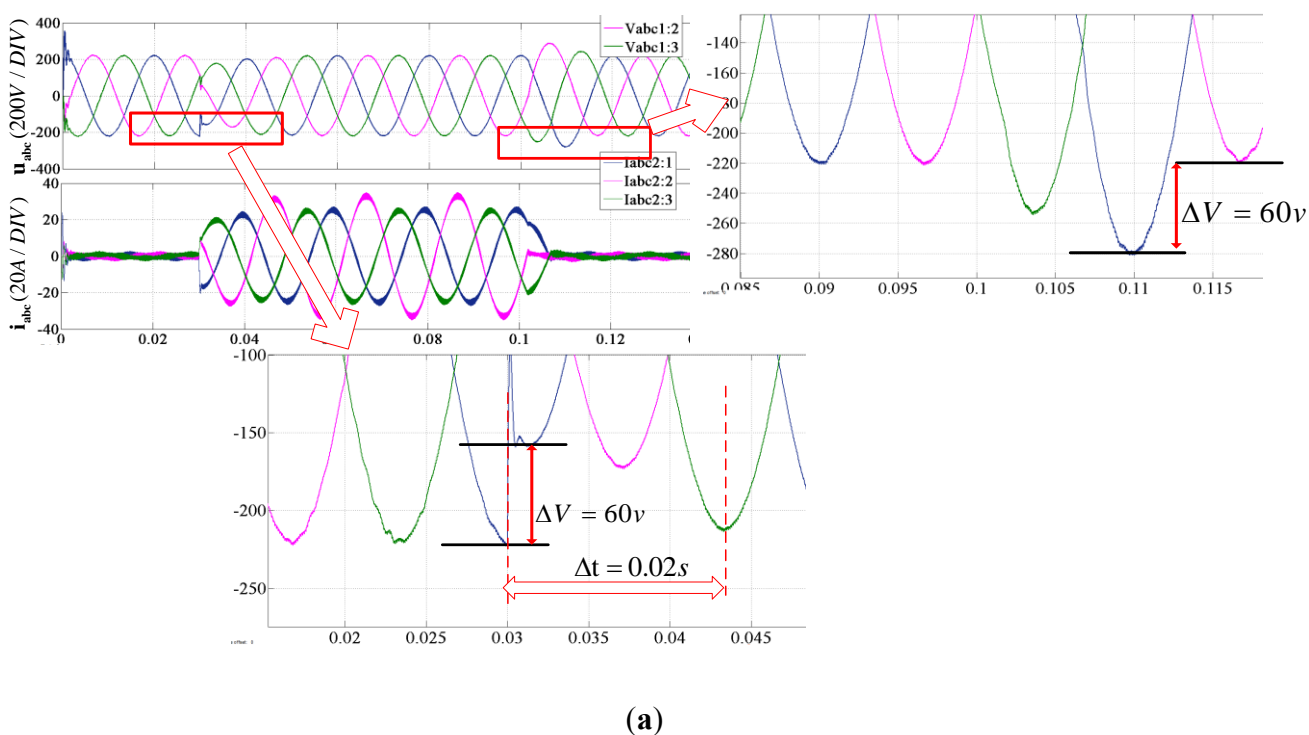 u_abc (200V / DIV)
400
200
0
-200
-400
Vabc1:2
Vabc1:3
i_abc (20A / DIV)
40
20
0
-20
-40
Iabc2:1
Iabc2:2
Iabc2:3
0 0.02 0.04 0.08 0.1 0.12
-140
-180
-200
-220
-240
-260
-280
ΔV = 60v
0.085 0.09 0.095 0.1 0.105 0.11 0.115
-100
-150
-200
-250
ΔV = 60v
Δt = 0.02s
0.02 0.025 0.03 0.035 0.04 0.045
(a)